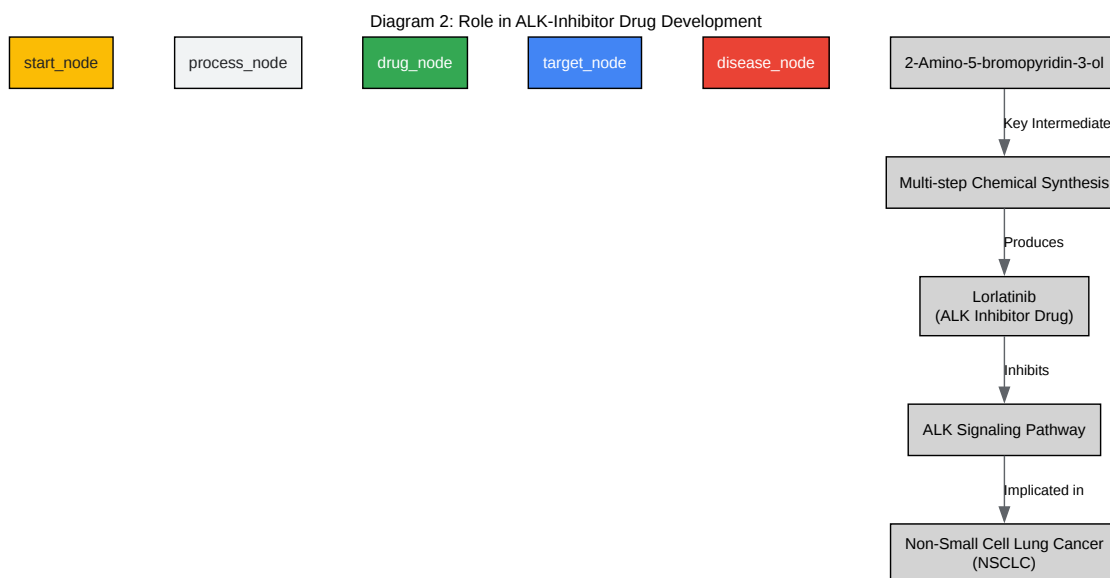 Diagram 2: Role in ALK-Inhibitor Drug Development
start_node
process_node
drug_node
target_node
disease_node
2-Amino-5-bromopyridin-3-ol
Key Intermediate
Multi-step Chemical Synthesis
Produces
Lorlatinib
(ALK Inhibitor Drug)
Inhibits
ALK Signaling Pathway
Implicated in
Non-Small Cell Lung Cancer
(NSCLC)